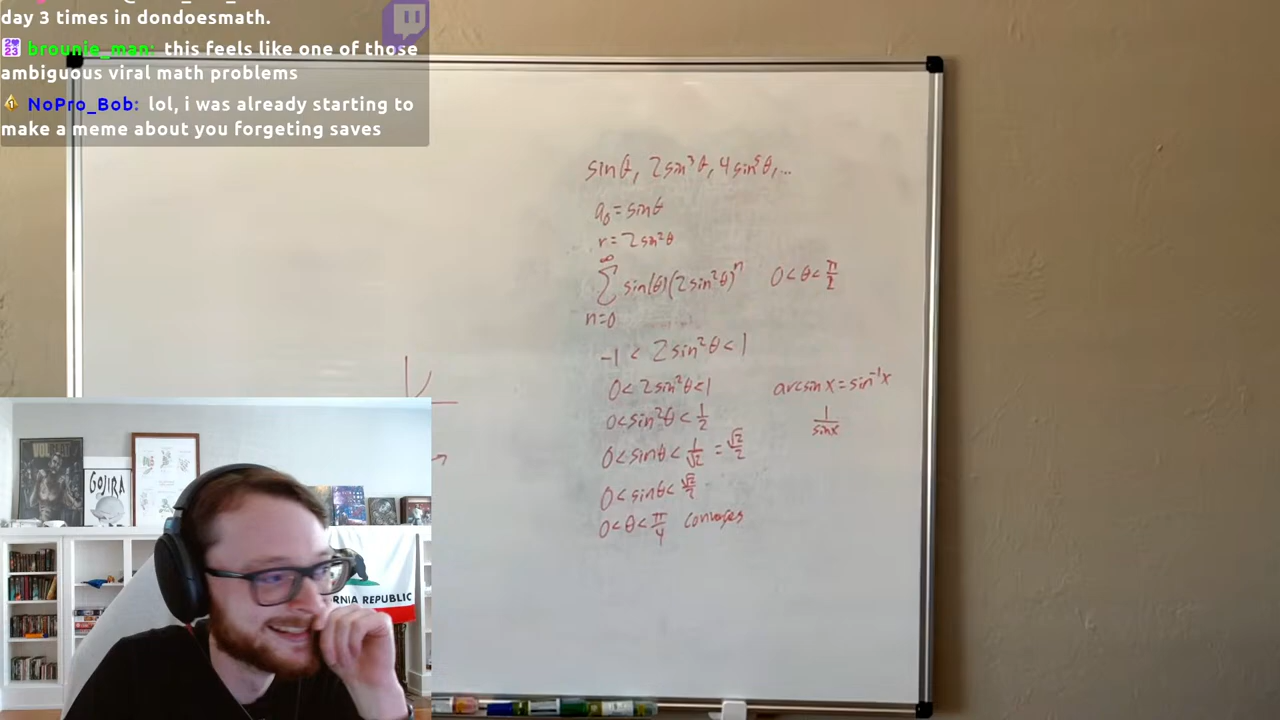 day 3 times in dondoesmath.
brounie_man: this feels like one of those
ambiguous viral math problems
NoPro_Bob: lol, i was already starting to
make a meme about you forgeting saves
sinθ, 2sin³θ, 4sin⁵θ,...
a₀ = sinθ
r = 2sin²θ
∞
∑ sin(θ)(2sin²θ)ⁿ 0<θ<π/2
n=0
-1 < 2sin²θ < 1
0 < 2sin²θ < 1 arcsin x = sin⁻¹x
0 < sin²θ < 1/2 1/sinx
0 < sinθ < 1/√2 = √2/2
0 < sinθ < √2/2
0 < θ < π/4 converges
GOJIRA
RNIA REPUBLIC